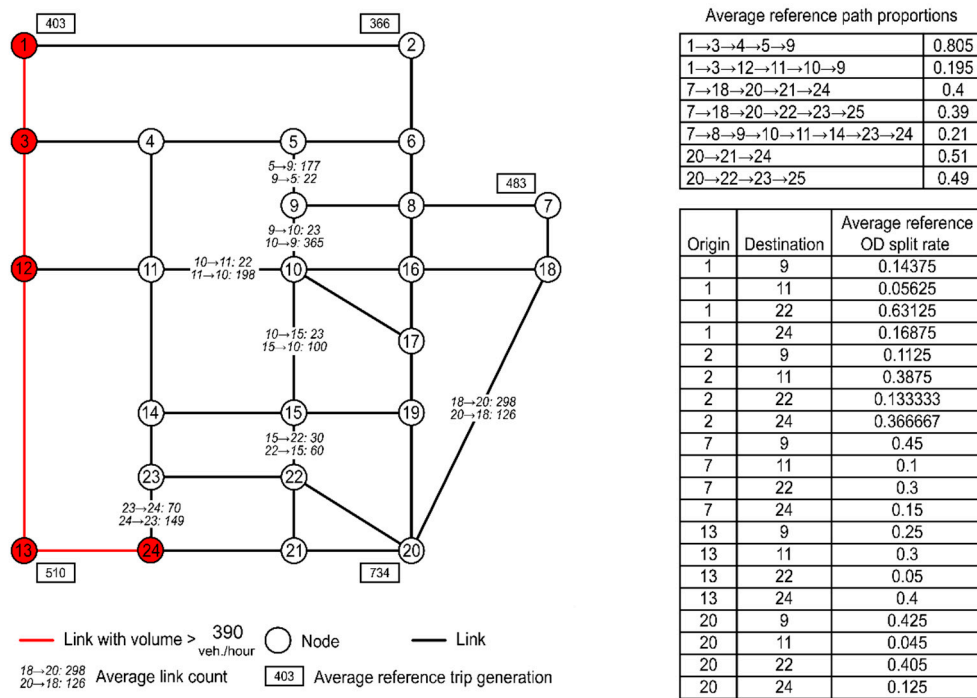 403
366
1
2
3
4
5
6
5→9: 177
9→5: 22
483
9
8
7
9→10: 23
10→9: 365
12
11
10→11: 22
11→10: 198
10
16
18
10→15: 23
15→10: 100
17
14
15
19
18→20: 298
20→18: 126
15→22: 30
22→15: 60
23
22
23→24: 70
24→23: 149
13
24
21
20
510
734
Link with volume > 390 veh./hour
Node
Link
18→20: 298
20→18: 126
Average link count
403
Average reference trip generation
Average reference path proportions
1→3→4→5→9 0.805
1→3→12→11→10→9 0.195
7→18→20→21→24 0.4
7→18→20→22→23→25 0.39
7→8→9→10→11→14→23→24 0.21
20→21→24 0.51
20→22→23→25 0.49
Origin Destination Average reference OD split rate
1 9 0.14375
1 11 0.05625
1 22 0.63125
1 24 0.16875
2 9 0.1125
2 11 0.3875
2 22 0.133333
2 24 0.366667
7 9 0.45
7 11 0.1
7 22 0.3
7 24 0.15
13 9 0.25
13 11 0.3
13 22 0.05
13 24 0.4
20 9 0.425
20 11 0.045
20 22 0.405
20 24 0.125